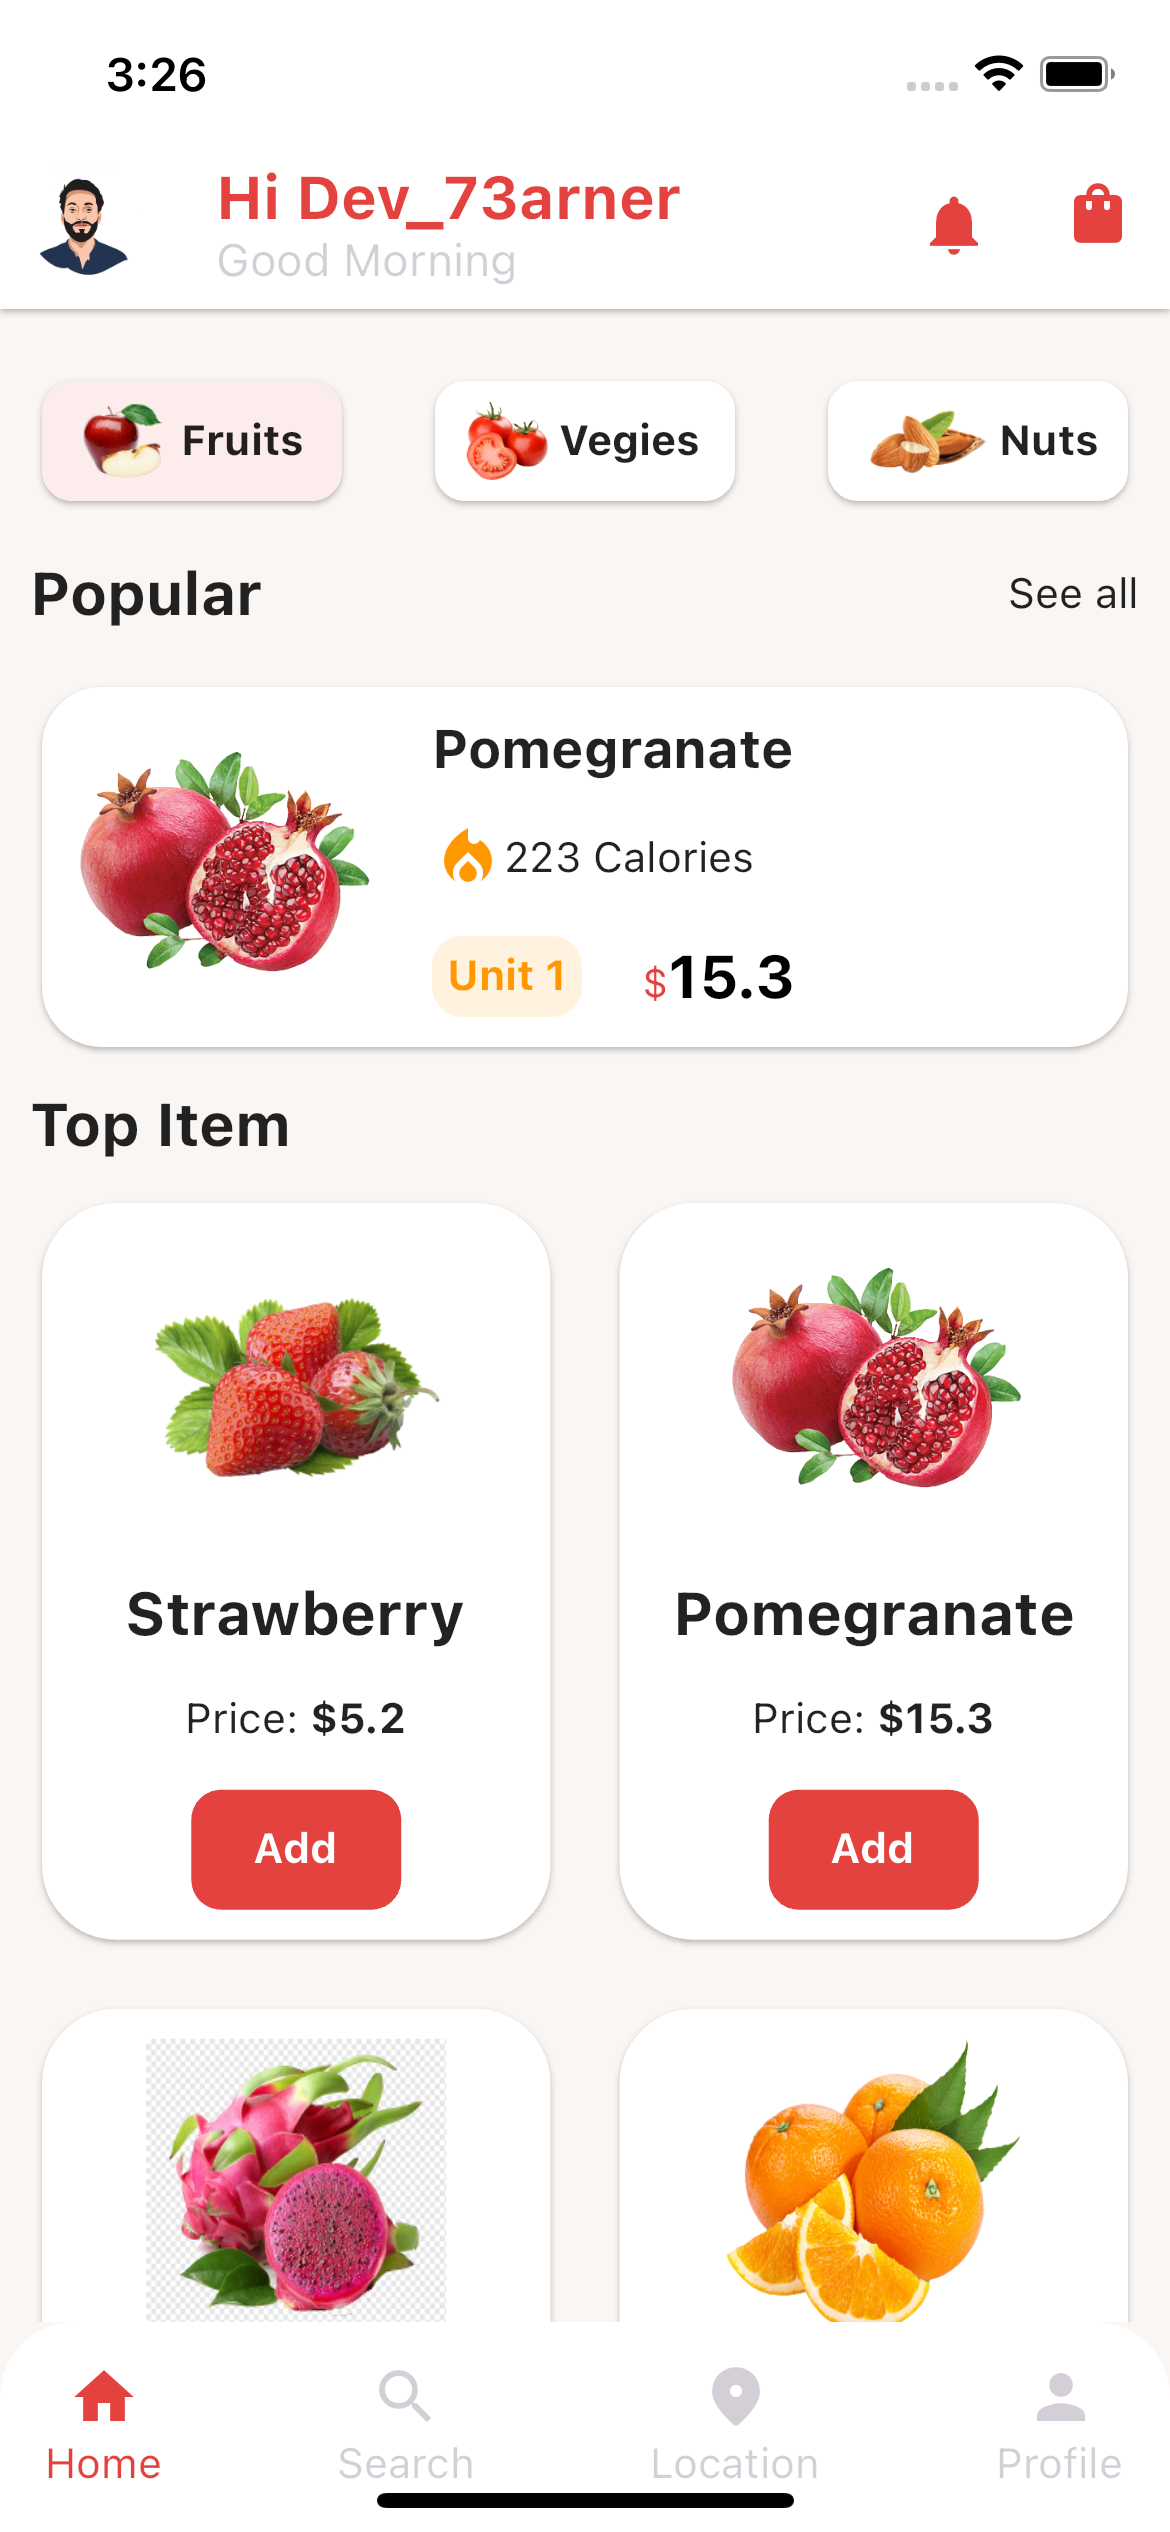 3:26
Hi Dev_73arner
Good Morning
Fruits
Vegies
Nuts
Popular
See all
Pomegranate
223 Calories
Unit 1
$15.3
Top Item
Strawberry
Pomegranate
Price: $5.2
Price: $15.3
Add
Add
Home
Search
Location
Profile